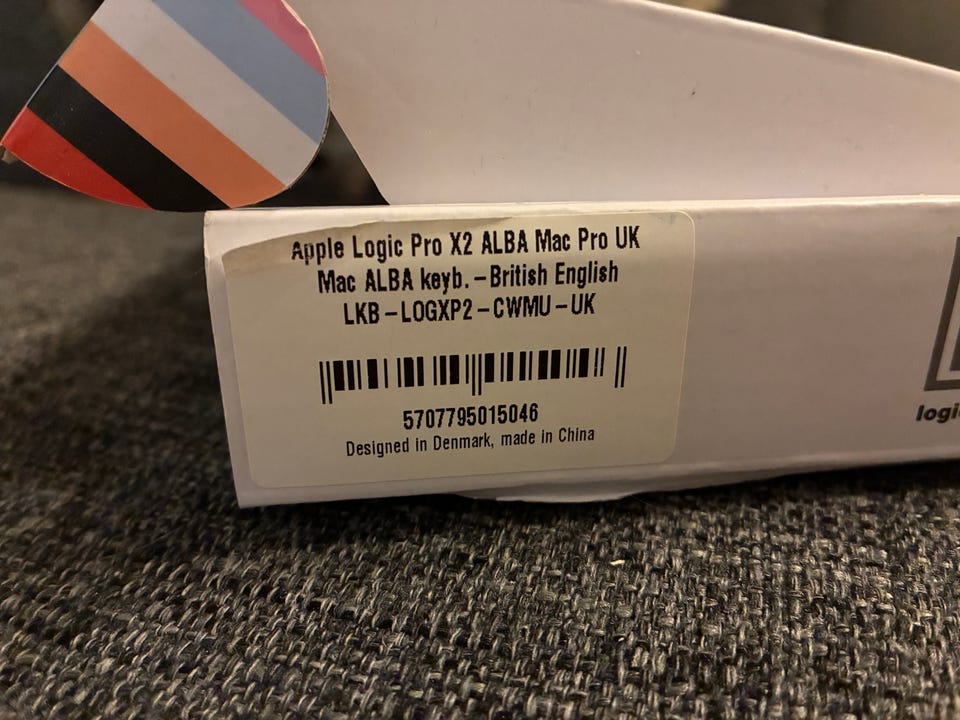 Apple Logic Pro X2 ALBA Mac Pro UK
Mac ALBA keyb. – British English
LKB – LOGXP2 – CWMU – UK
5707795015046
Designed in Denmark, made in China